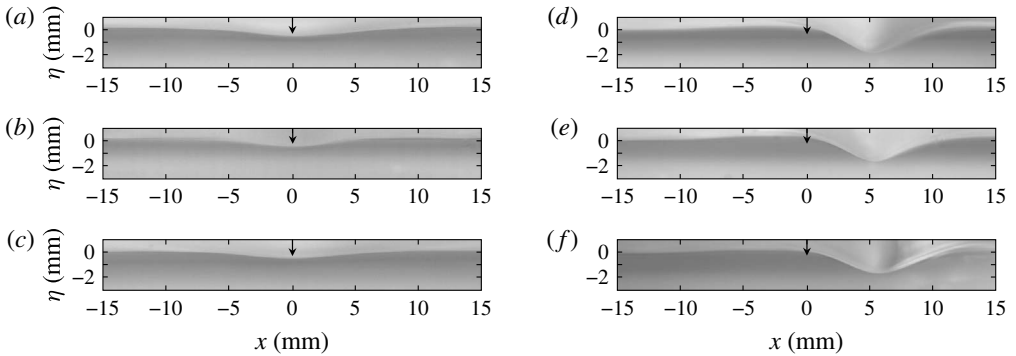 (a) η (mm) 0 −2
−15 −10 −5 0 5 10 15
(b) η (mm) 0 −2
−15 −10 −5 0 5 10 15
(c) η (mm) 0 −2
−15 −10 −5 0 5 10 15
x (mm)
(d) 0 −2
−15 −10 −5 0 5 10 15
(e) 0 −2
−15 −10 −5 0 5 10 15
(f) 0 −2
−15 −10 −5 0 5 10 15
x (mm)